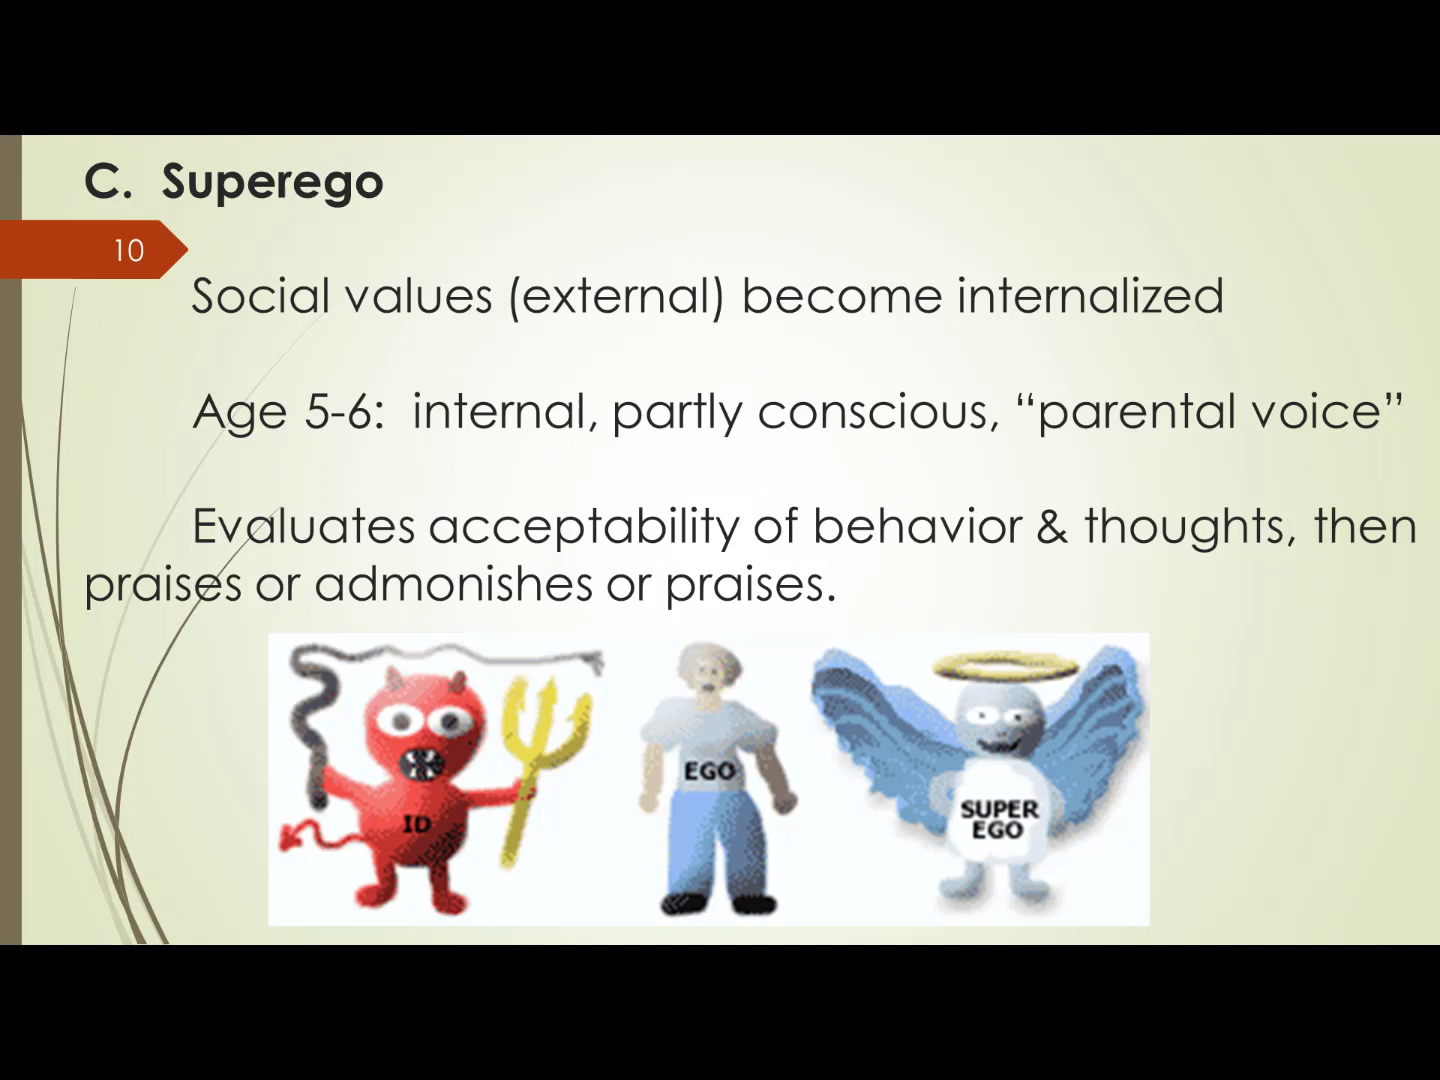 C. Superego
10
Social values (external) become internalized
Age 5-6: internal, partly conscious, “parental voice”
Evaluates acceptability of behavior & thoughts, then
praises or admonishes or praises.
ID
EGO
SUPER
EGO